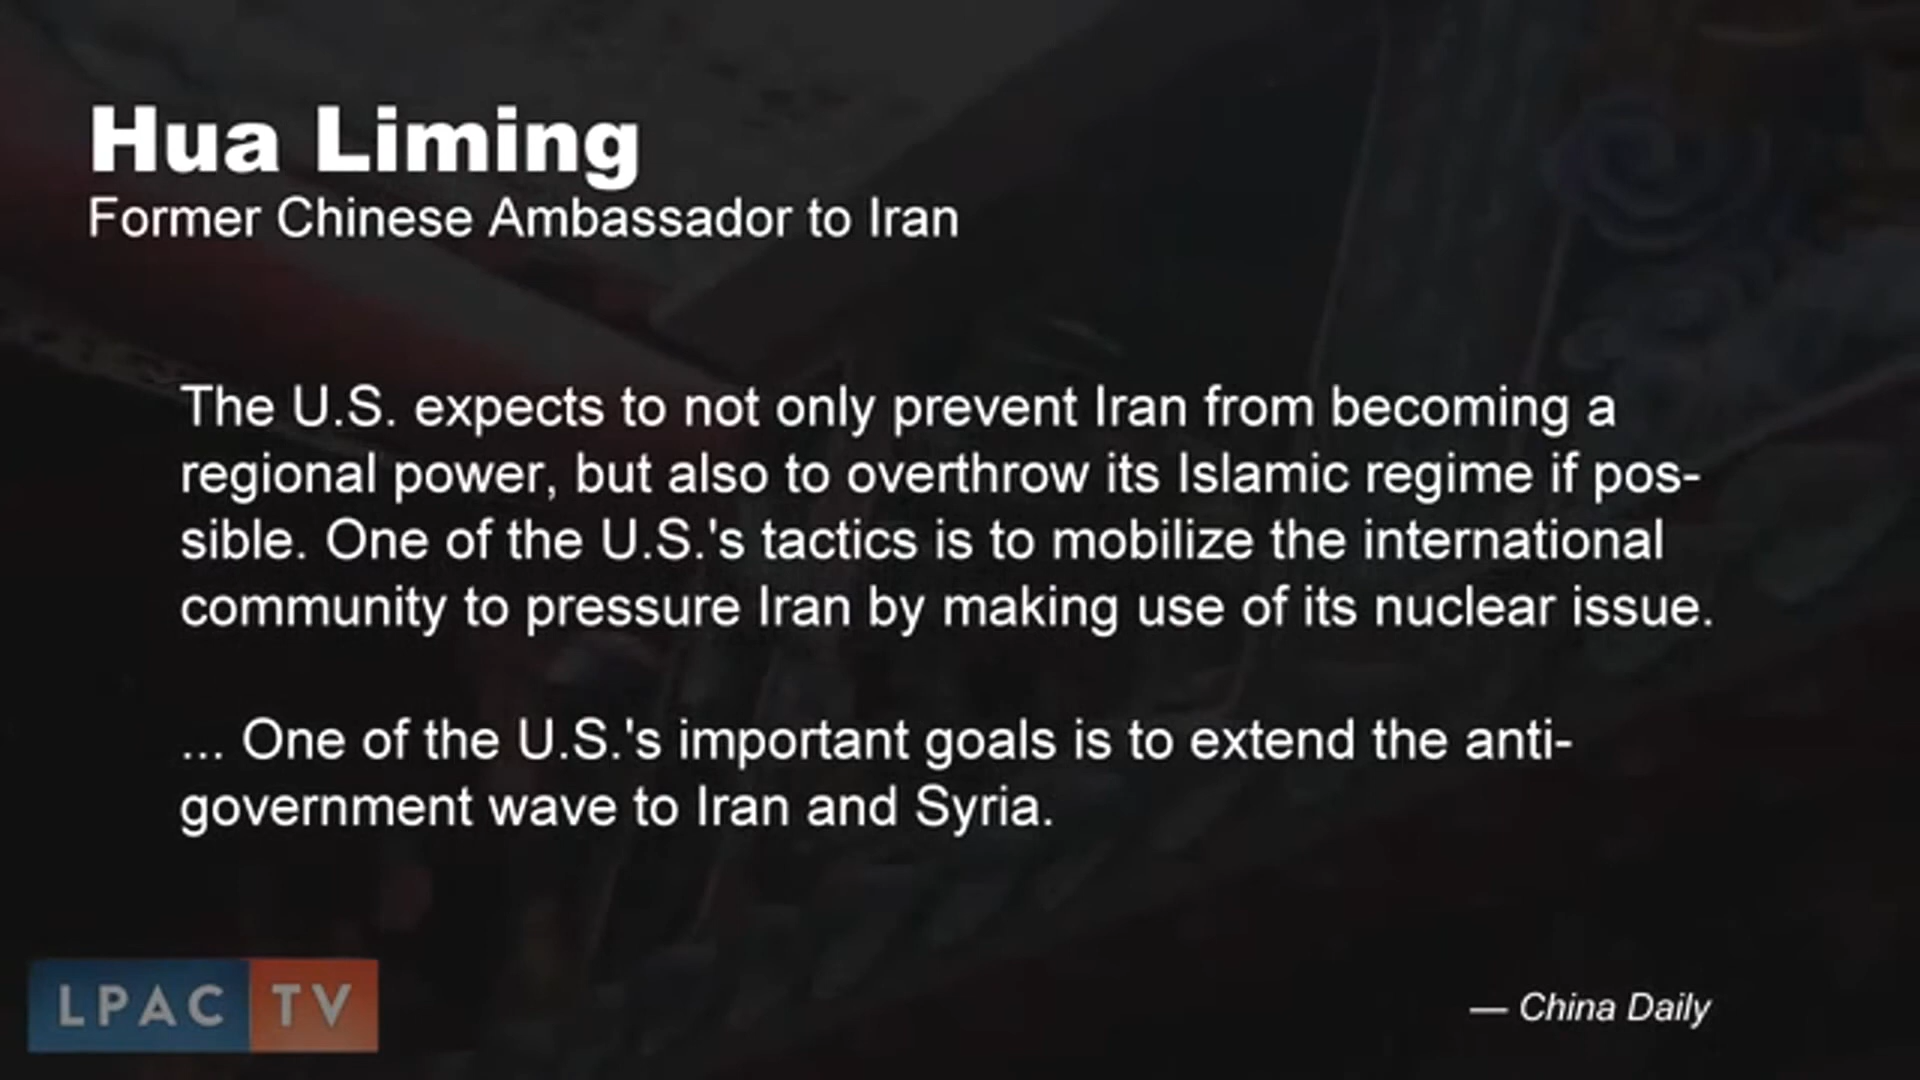 Hua Liming
Former Chinese Ambassador to Iran
The U.S. expects to not only prevent Iran from becoming a
regional power, but also to overthrow its Islamic regime if pos-
sible. One of the U.S.'s tactics is to mobilize the international
community to pressure Iran by making use of its nuclear issue.
... One of the U.S.'s important goals is to extend the anti-
government wave to Iran and Syria.
LPAC TV
— China Daily